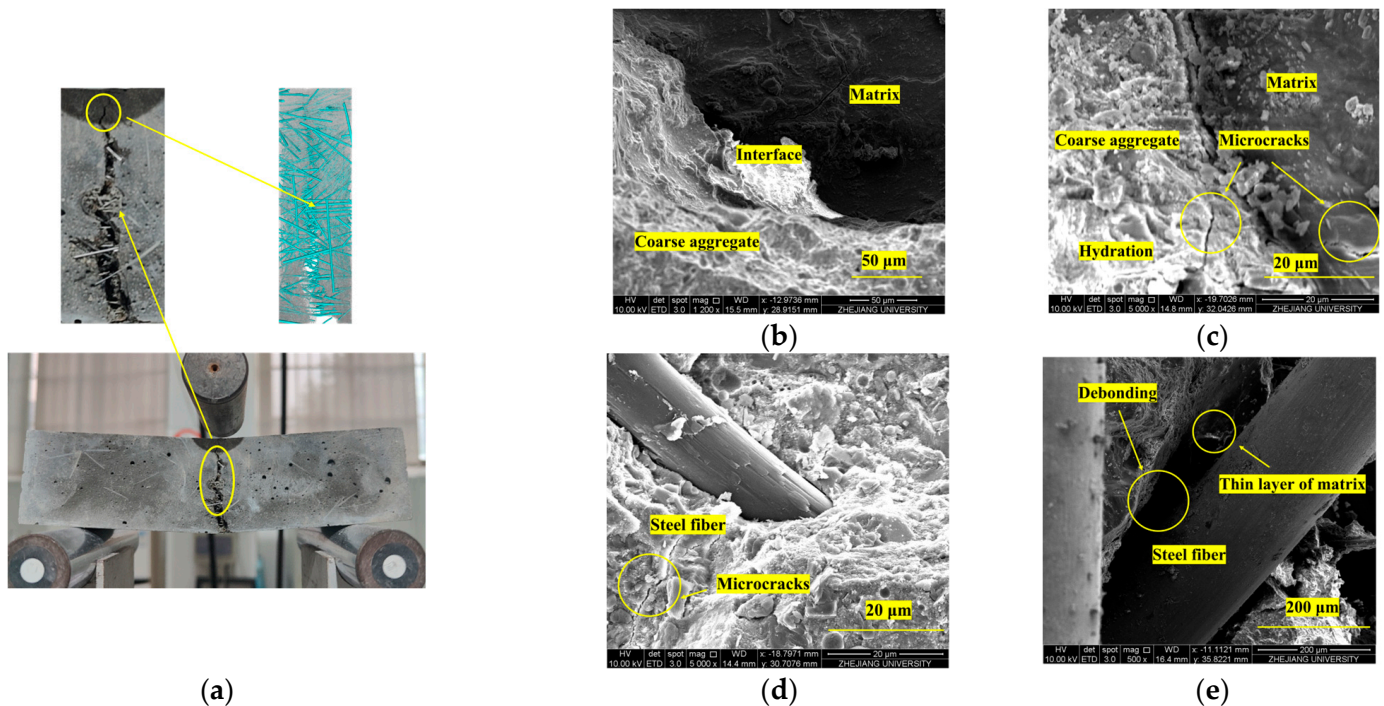 Matrix
Interface
Coarse aggregate
50 μm
HV det spot mag WD x: -12.9736 mm 50 μm
10.00 kV ETD 3.0 1 200 x 15.5 mm y: 28.9151 mm ZHEJIANG UNIVERSITY
(b)
Matrix
Coarse aggregate Microcracks
Hydration
20 μm
HV det spot mag WD x: -19.7026 mm 20 μm
10.00 kV ETD 3.0 5 000 x 14.8 mm y: 32.0426 mm ZHEJIANG UNIVERSITY
(c)
Steel fiber
Microcracks
20 μm
HV det spot mag WD x: -18.7971 mm 20 μm
10.00 kV ETD 3.0 5 000 x 14.4 mm y: 30.7076 mm ZHEJIANG UNIVERSITY
Debonding
Thin layer of matrix
Steel fiber
200 μm
HV det spot mag WD x: -11.1121 mm 200 μm
10.00 kV ETD 3.0 500 x 16.4 mm y: 35.8221 mm ZHEJIANG UNIVERSITY
(a)
(d)
(e)